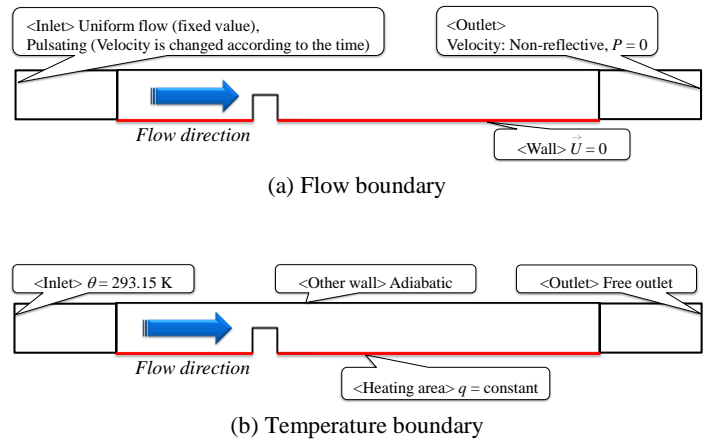 <Inlet> Uniform flow (fixed value),
Pulsating (Velocity is changed according to the time)
<Outlet>
Velocity: Non-reflective, P = 0
Flow direction
<Wall> U⃗ = 0
(a) Flow boundary
<Inlet> θ = 293.15 K
<Other wall> Adiabatic
<Outlet> Free outlet
Flow direction
<Heating area> q = constant
(b) Temperature boundary